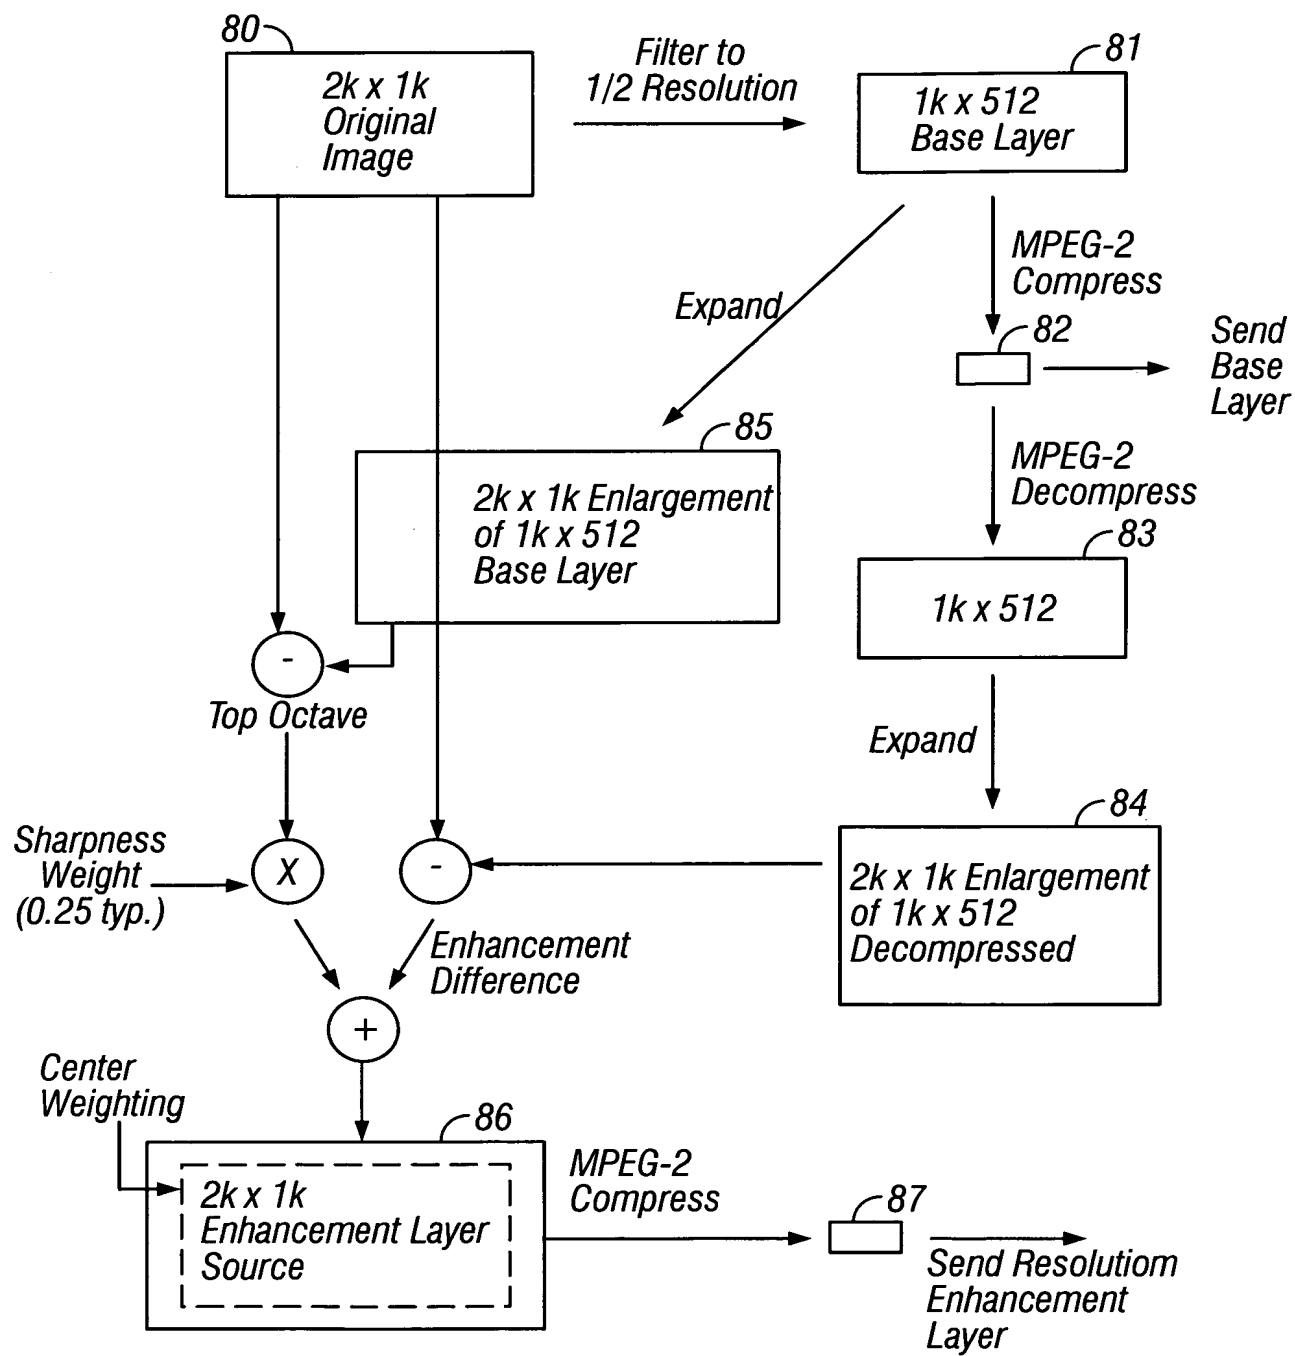 80
2k x 1k
Original
Image
Filter to
1/2 Resolution
81
1k x 512
Base Layer
MPEG-2
Compress
Expand
82
Send
Base
Layer
85
2k x 1k Enlargement
of 1k x 512
Base Layer
MPEG-2
Decompress
83
1k x 512
-
Top Octave
Expand
84
Sharpness
Weight
(0.25 typ.)
X
-
2k x 1k Enlargement
of 1k x 512
Decompressed
Enhancement
Difference
+
Center
Weighting
86
2k x 1k
Enhancement Layer
Source
MPEG-2
Compress
87
Send Resolutiom
Enhancement
Layer